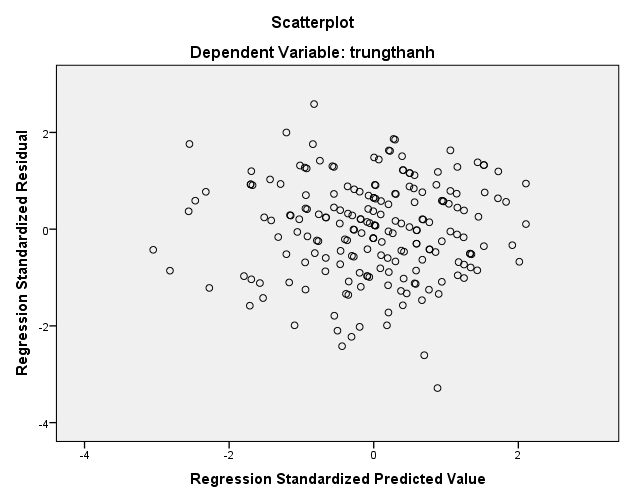 Scatterplot
Dependent Variable: trungthanh
Regression Standardized Residual
2
0
-2
-4
-4
-2
0
2
Regression Standardized Predicted Value